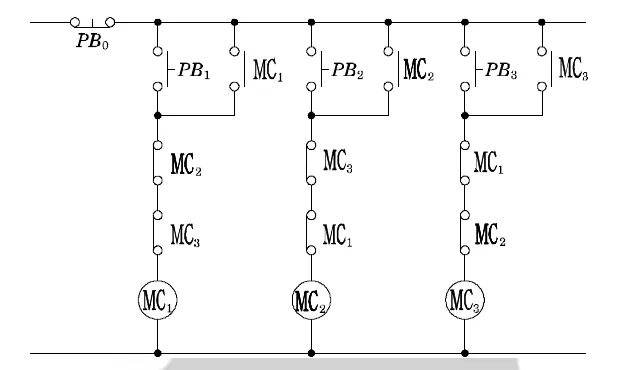 PB₀
PB₁ MC₁ PB₂ MC₂ PB₃ MC₃
MC₂ MC₃ MC₁
MC₃ MC₁ MC₂
MC₁ MC₂ MC₃